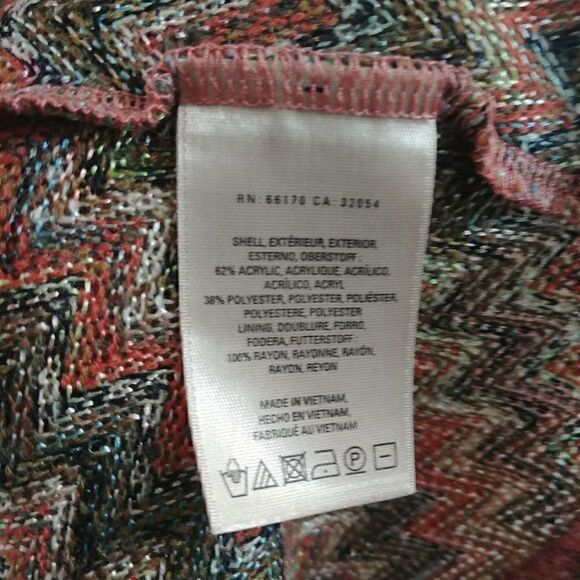 RN: 66170 CA: 32054
SHELL, EXTÉRIEUR, EXTERIOR,
ESTERNO, OBERSTOFF :
62% ACRYLIC, ACRYLIQUE, ACRÍLICO,
ACRÍLICO, ACRYL
38% POLYESTER, POLYESTER, POLIÉSTER,
POLYESTERE, POLYESTER
LINING, DOUBLURE, FORRO,
FODERA, FUTTERSTOFF
100% RAYON, RAYONNE, RAYÓN,
RAYON, REYON
MADE IN VIETNAM,
HECHO EN VIETNAM,
FABRIQUÉ AU VIETNAM
P